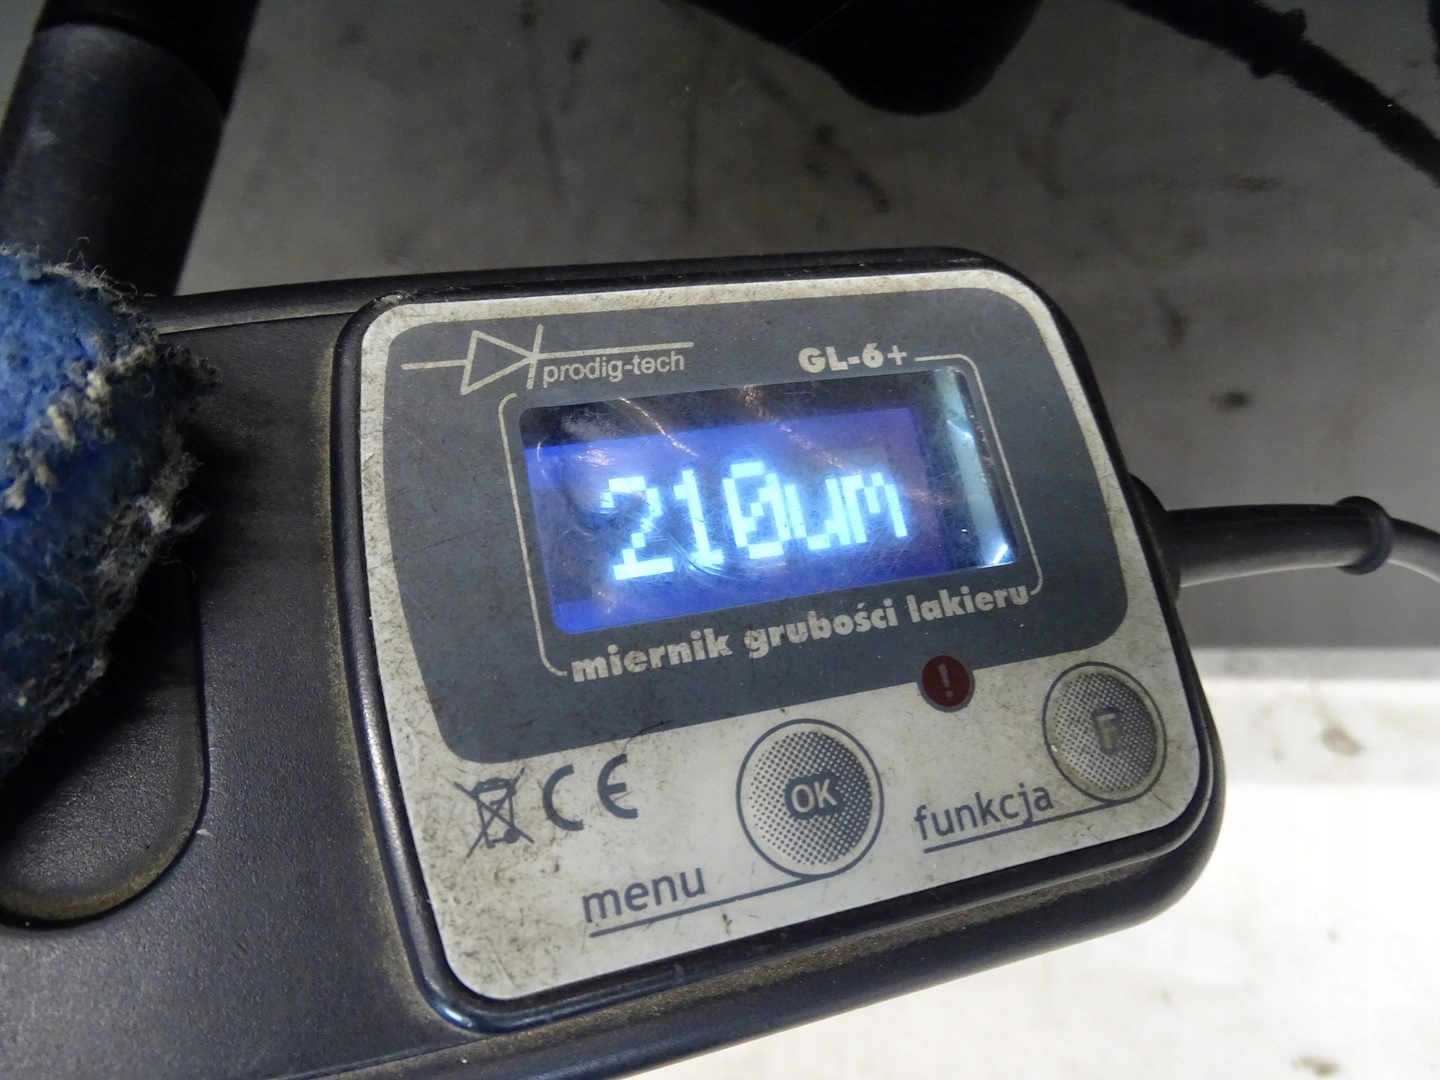 prodig-tech
GL-6+
210um
miernik grubości lakieru
!
F
CE
OK
funkcja
menu